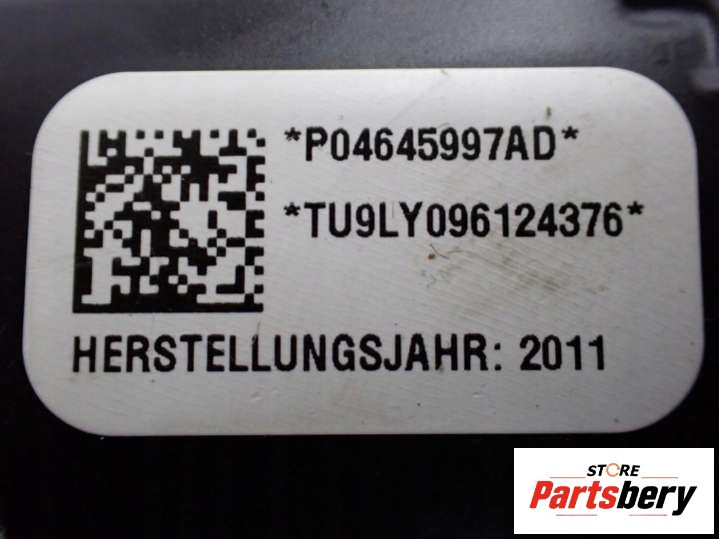 *P04645997AD*
*TU9LY096124376*
HERSTELLUNGSJAHR: 2011
STORE
Partsbery